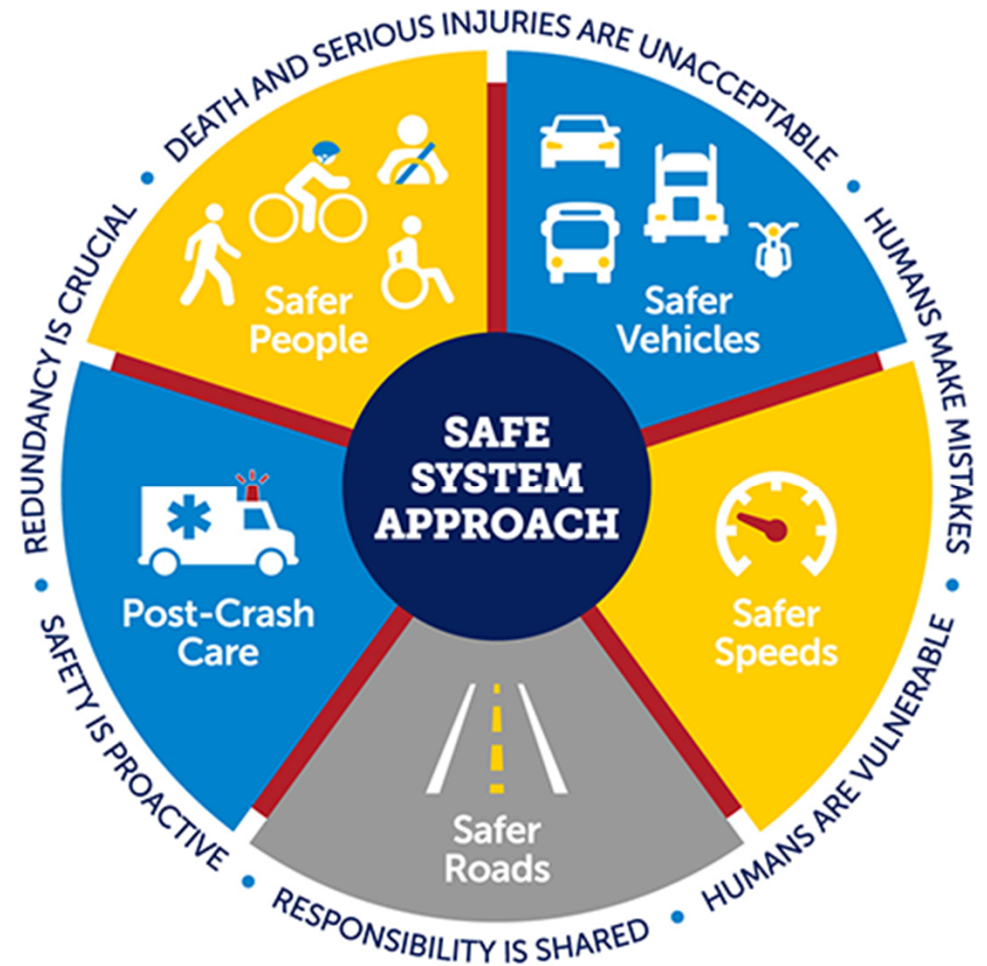 DEATH AND SERIOUS INJURIES ARE UNACCEPTABLE
HUMANS MAKE MISTAKES
HUMANS ARE VULNERABLE
RESPONSIBILITY IS SHARED
SAFETY IS PROACTIVE
REDUNDANCY IS CRUCIAL
Safer
People
Safer
Vehicles
SAFE
SYSTEM
APPROACH
Safer
Speeds
Safer
Roads
Post-Crash
Care